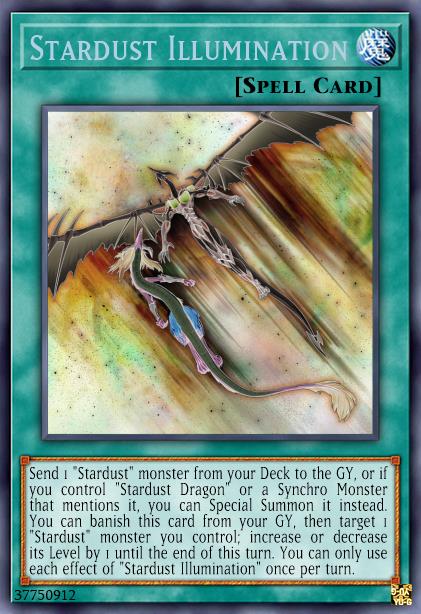 Stardust Illumination 魔
[Spell Card]
Send 1 "Stardust" monster from your Deck to the GY, or if
you control "Stardust Dragon" or a Synchro Monster
that mentions it, you can Special Summon it instead.
You can banish this card from your GY, then target 1
"Stardust" monster you control; increase or decrease
its Level by 1 until the end of this turn. You can only use
each effect of "Stardust Illumination" once per turn.
37750912